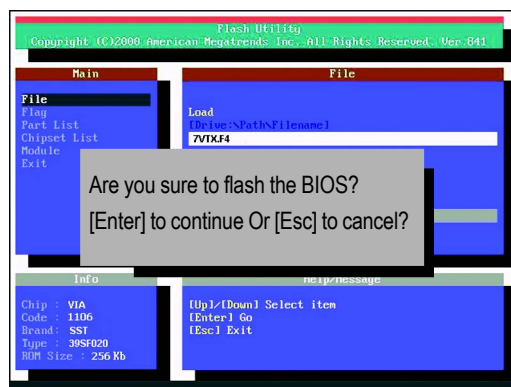 Flash Utility
Copyright (C)2000 American Megatrends Inc. All Rights Reserved. Ver.841
Main
File
Flag
Part List
Chipset List
Module
Exit
File
Load
[Drive:\Path\Filename]
7VTX.F4
Are you sure to flash the BIOS?
[Enter] to continue Or [Esc] to cancel?
Info
Chip : VIA
Code : 1106
Brand: SST
Type : 39SF020
ROM Size : 256 Kb
Help/Message
[Up]/[Down] Select item
[Enter] Go
[Esc] Exit